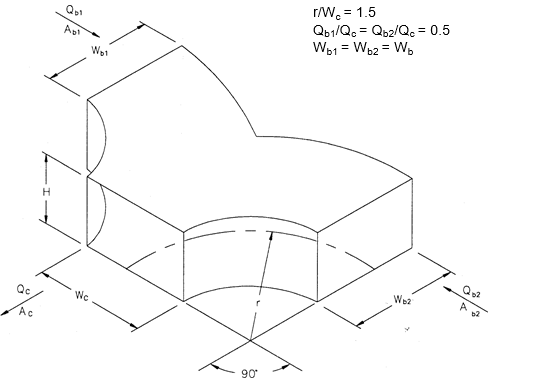 r/Wc = 1.5
Qb1/Qc = Qb2/Qc = 0.5
Wb1 = Wb2 = Wb
Qb1
Ab1
Wb1
H
Qc
Ac
Wc
r
Wb2
Qb2
A b2
90°